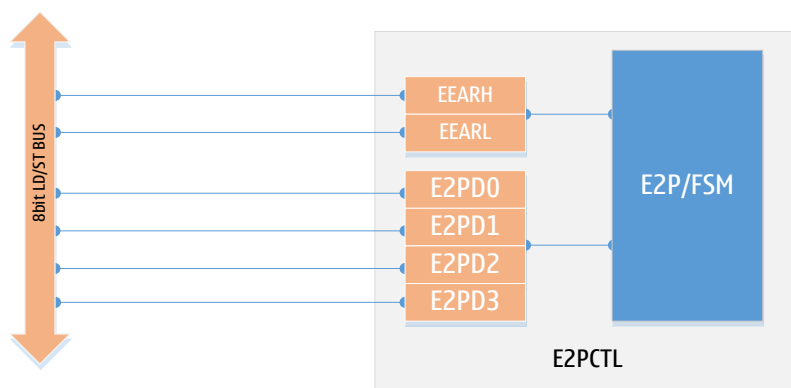 8bit LD/ST BUS
EEARH
EEARL
E2PD0
E2PD1
E2PD2
E2PD3
E2P/FSM
E2PCTL